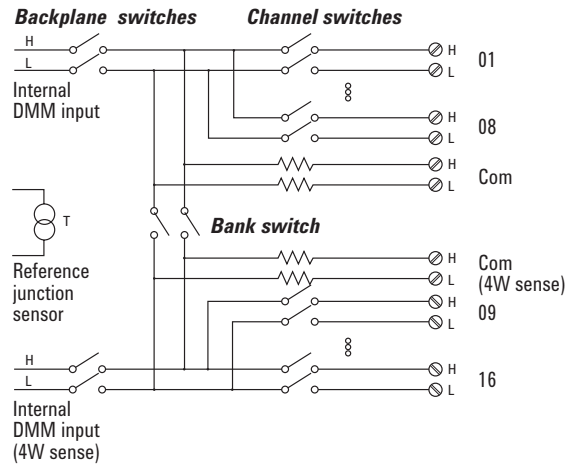 Backplane switches
Channel switches
H
L
Internal
DMM input
H
L
01
H
L
08
H
L
Com
T
Reference
junction
sensor
Bank switch
H
L
Com
(4W sense)
H
L
09
H
L
Internal
DMM input
(4W sense)
H
L
16